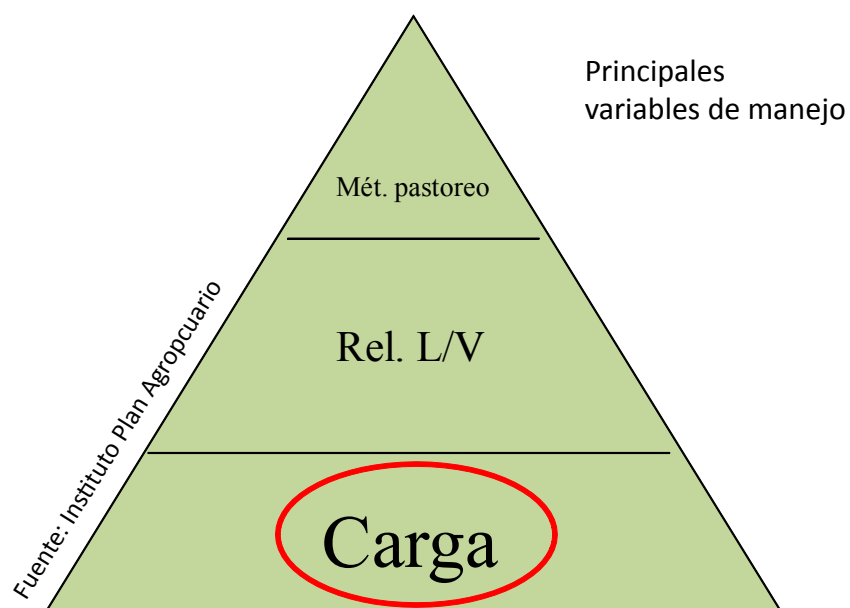 Principales
variables de manejo
Mét. pastoreo
Rel. L/V
Carga
Fuente: Instituto Plan Agropcuario